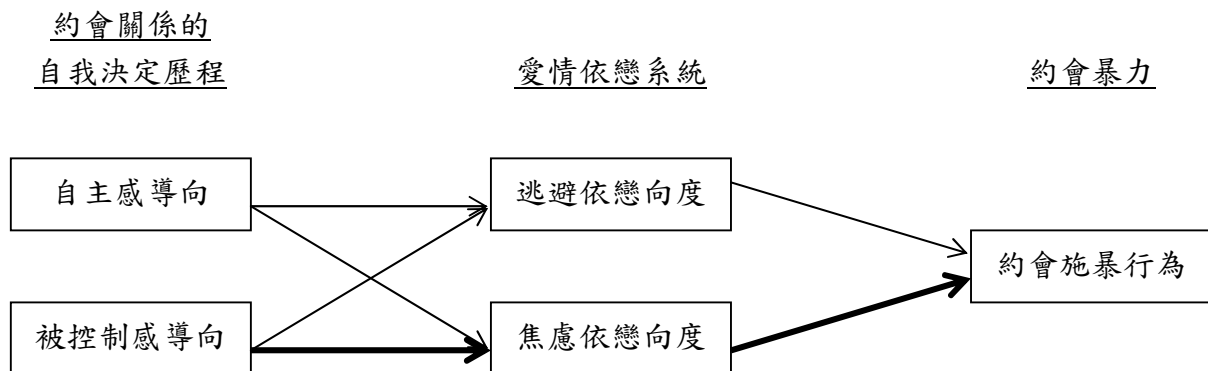 約會關係的
自我決定歷程
愛情依戀系統
約會暴力
自主感導向
逃避依戀向度
約會施暴行為
被控制感導向
焦慮依戀向度